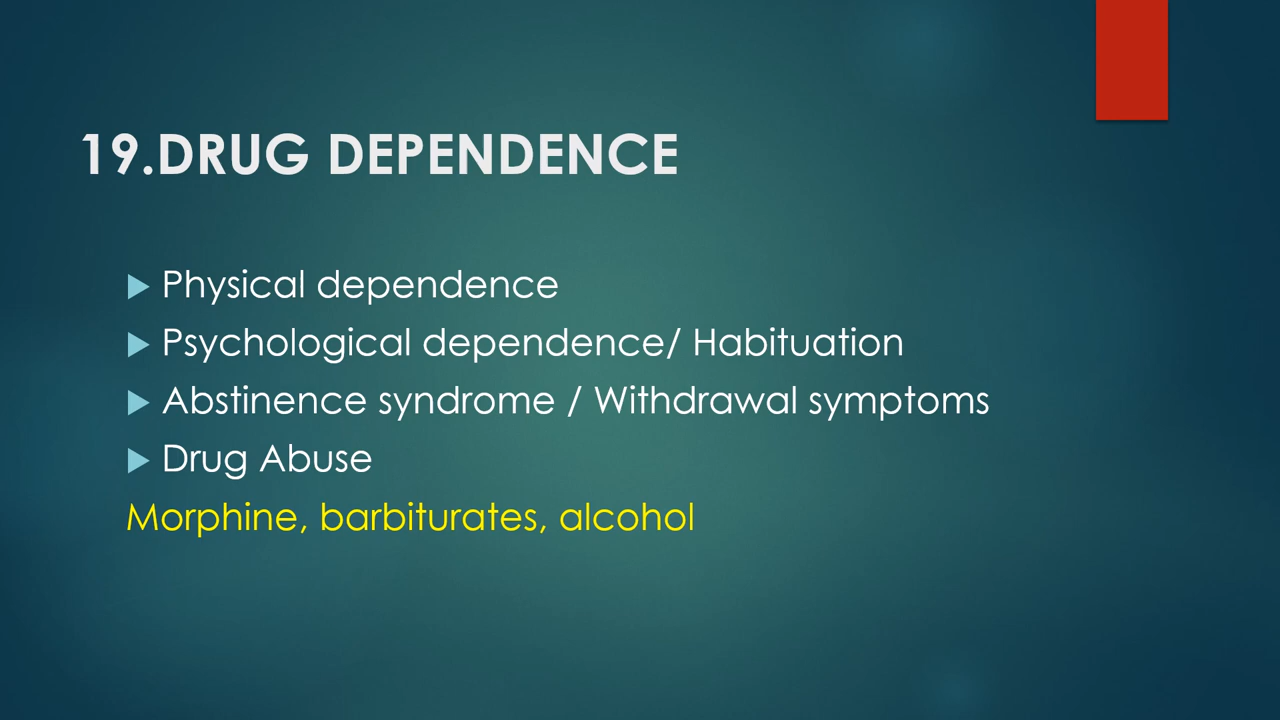 19.DRUG DEPENDENCE
Physical dependence
Psychological dependence/ Habituation
Abstinence syndrome / Withdrawal symptoms
Drug Abuse
Morphine, barbiturates, alcohol